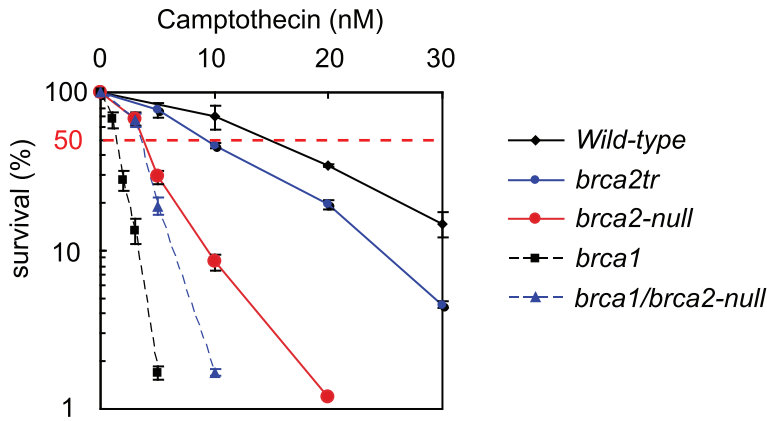 Camptothecin (nM)
0 10 20 30
100
50
10
1
survival (%)
Wild-type
brca2tr
brca2-null
brca1
brca1/brca2-null